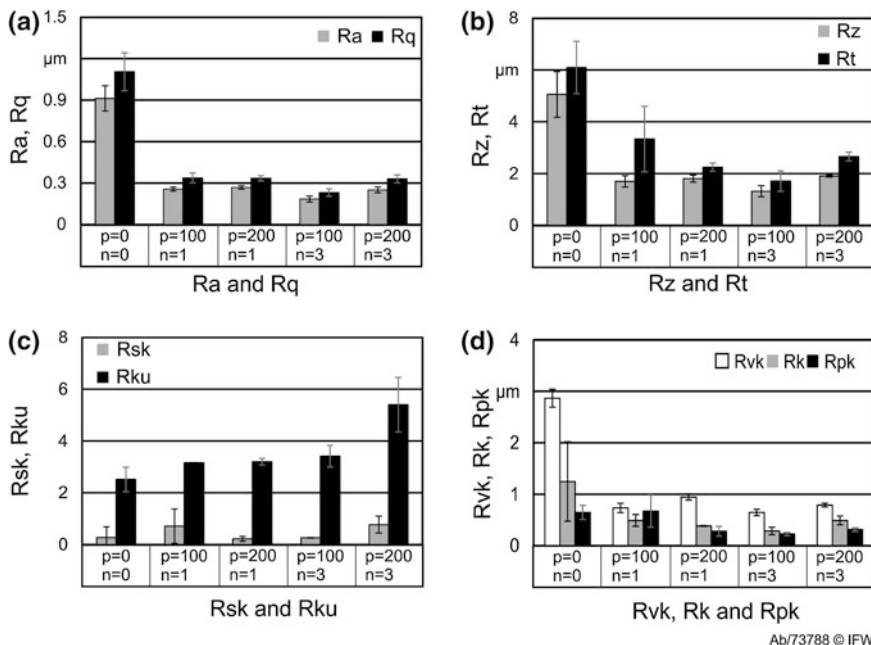 (a)
1.5
µm
0.9
0.6
0.3
0
Ra, Rq
Ra Rq
p=0 p=100 p=200 p=100 p=200
n=0 n=1 n=1 n=3 n=3
Ra and Rq
(b)
8
µm
4
2
0
Rz, Rt
Rz
Rt
p=0 p=100 p=200 p=100 p=200
n=0 n=1 n=1 n=3 n=3
Rz and Rt
(c)
8
6
4
2
0
Rsk, Rku
Rsk
Rku
p=0 p=100 p=200 p=100 p=200
n=0 n=1 n=1 n=3 n=3
Rsk and Rku
(d)
4
µm
2
1
0
Rvk, Rk, Rpk
Rvk Rk Rpk
p=0 p=100 p=200 p=100 p=200
n=0 n=1 n=1 n=3 n=3
Rvk, Rk and Rpk
Ab/73788 © IFW